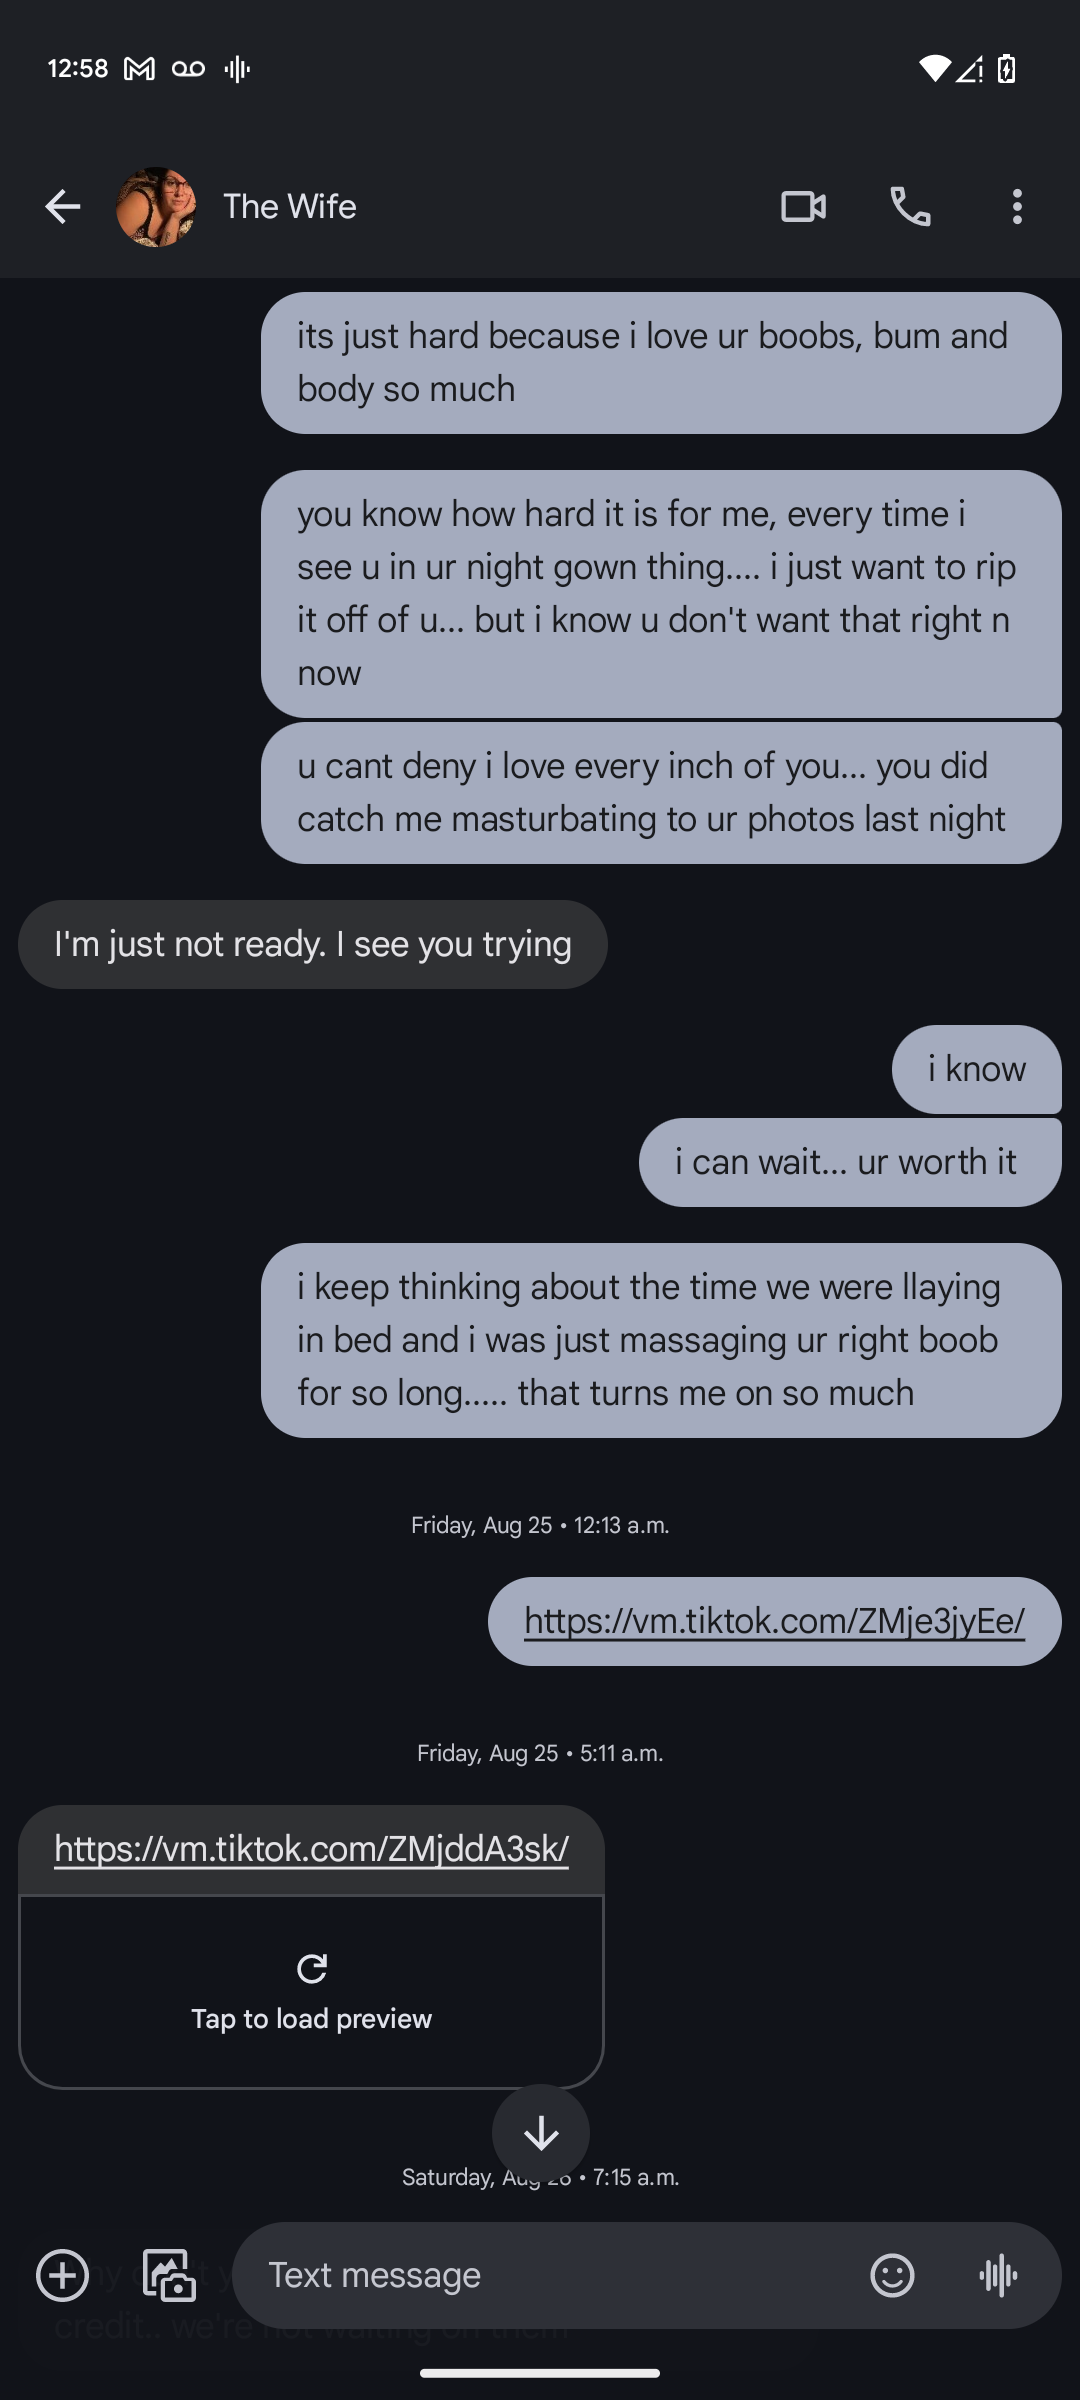 12:58
The Wife
its just hard because i love ur boobs, bum and
body so much
you know how hard it is for me, every time i
see u in ur night gown thing.... i just want to rip
it off of u... but i know u don't want that right n
now
u cant deny i love every inch of you... you did
catch me masturbating to ur photos last night
I'm just not ready. I see you trying
i know
i can wait... ur worth it
i keep thinking about the time we were llaying
in bed and i was just massaging ur right boob
for so long..... that turns me on so much
Friday, Aug 25 • 12:13 a.m.
https://vm.tiktok.com/ZMje3jyEe/
Friday, Aug 25 • 5:11 a.m.
https://vm.tiktok.com/ZMjddA3sk/
Tap to load preview
Saturday, Aug 26 • 7:15 a.m.
Text message
credit.. we're not waiting on them